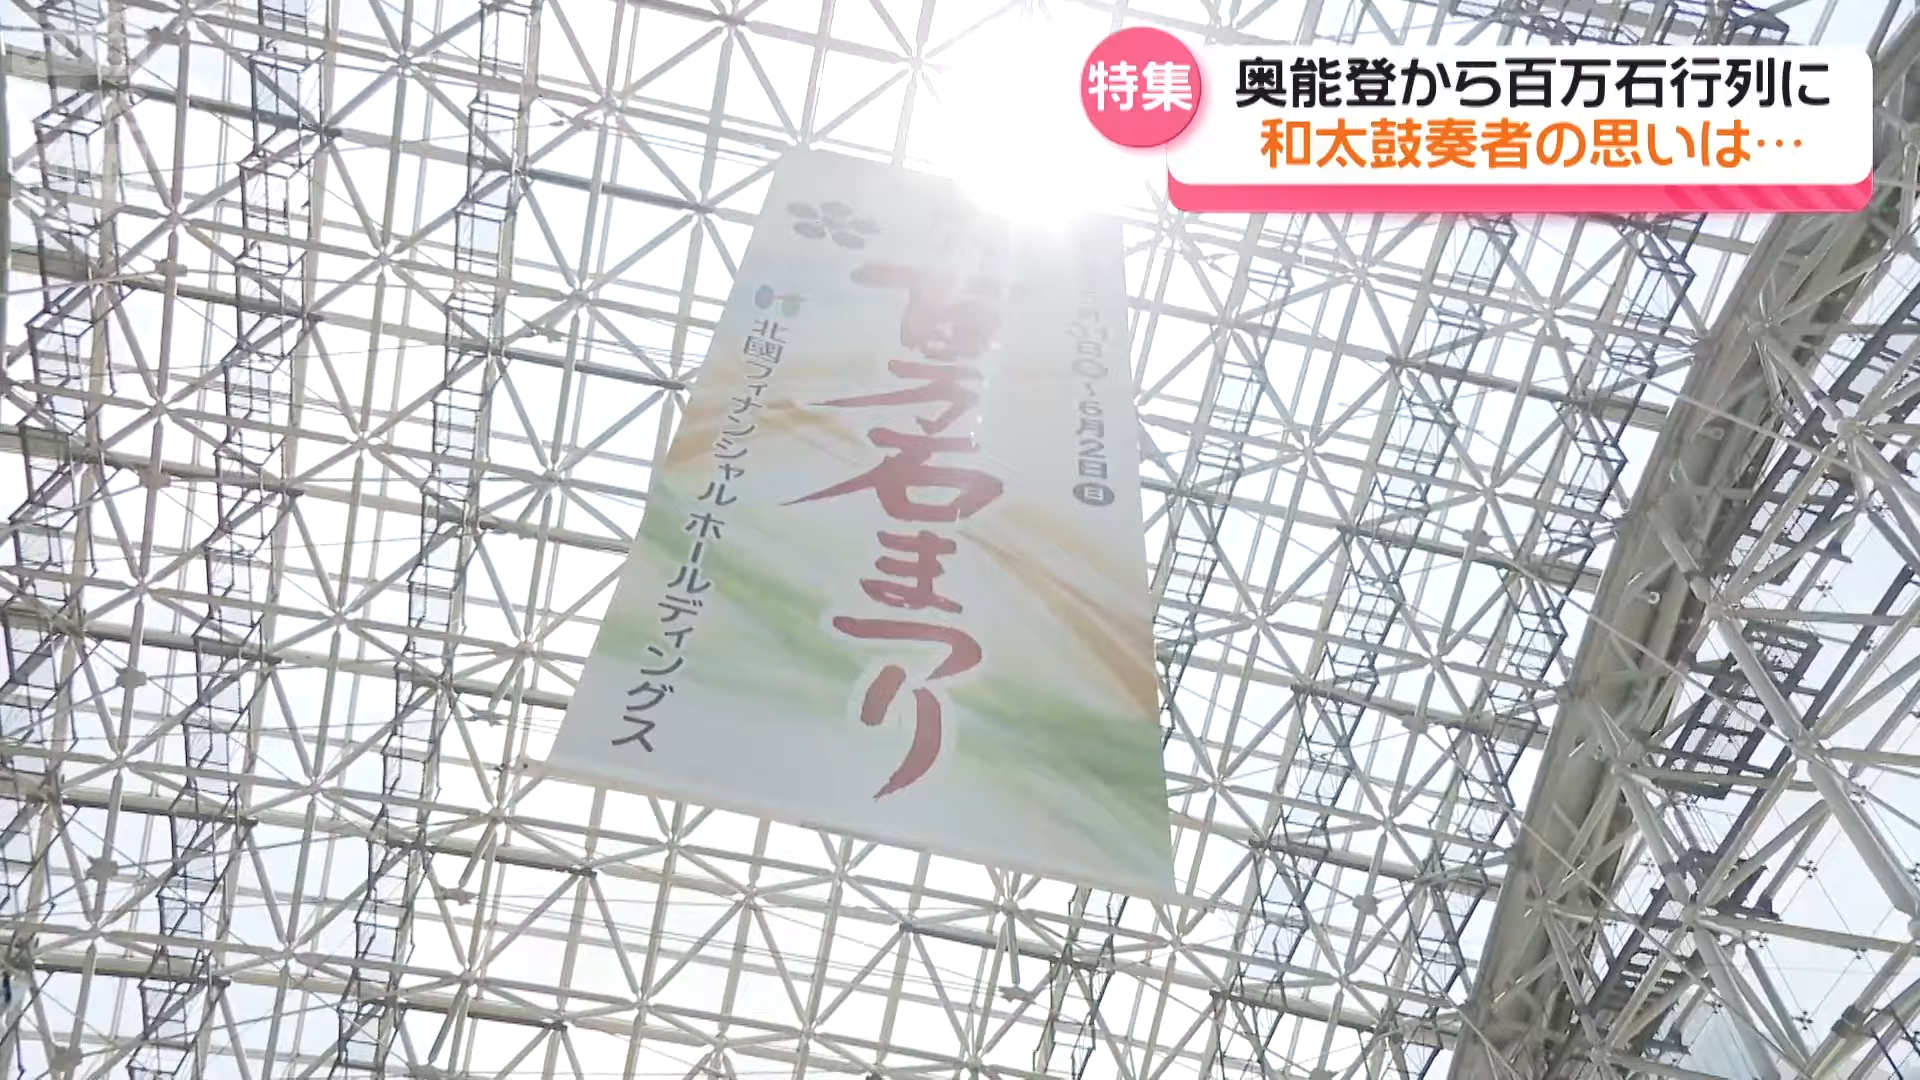 特集
奥能登から百万石行列に
和太鼓奏者の思いは…
日 ~6月2日日
百万石まつり
北國フィナンシャルホールディングス